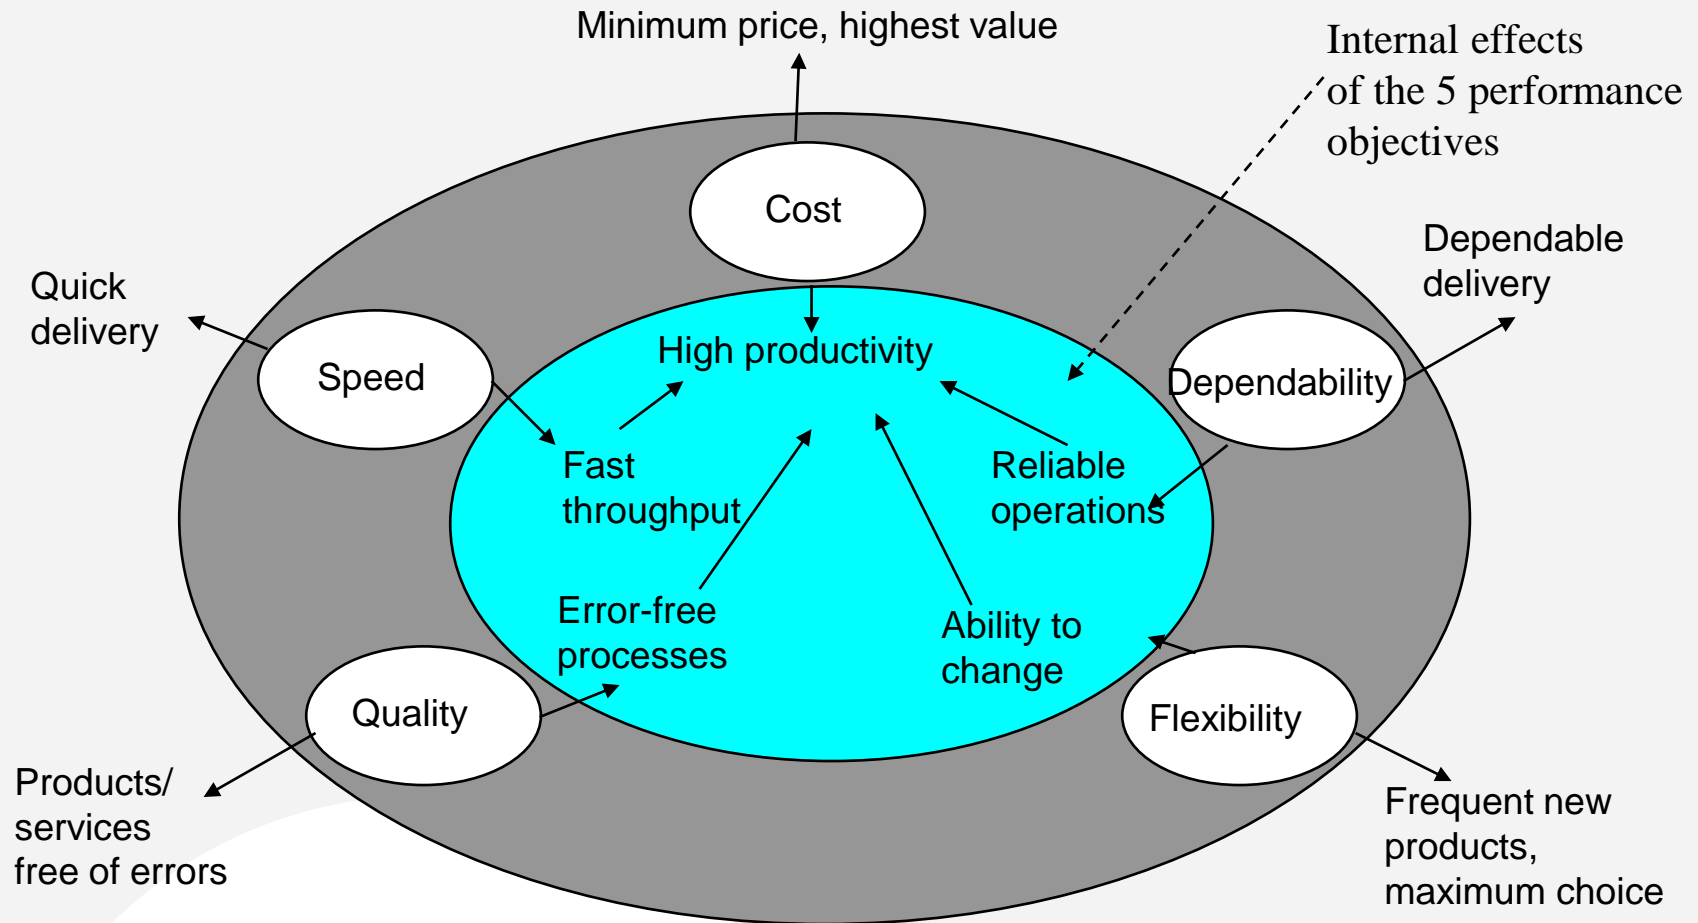 Minimum price, highest value
Internal effects
of the 5 performance
objectives
Cost
Dependable
delivery
Quick
delivery
High productivity
Speed
Dependability
Fast
throughput
Reliable
operations
Error-free
processes
Ability to
change
Quality
Flexibility
Products/
services
free of errors
Frequent new
products,
maximum choice